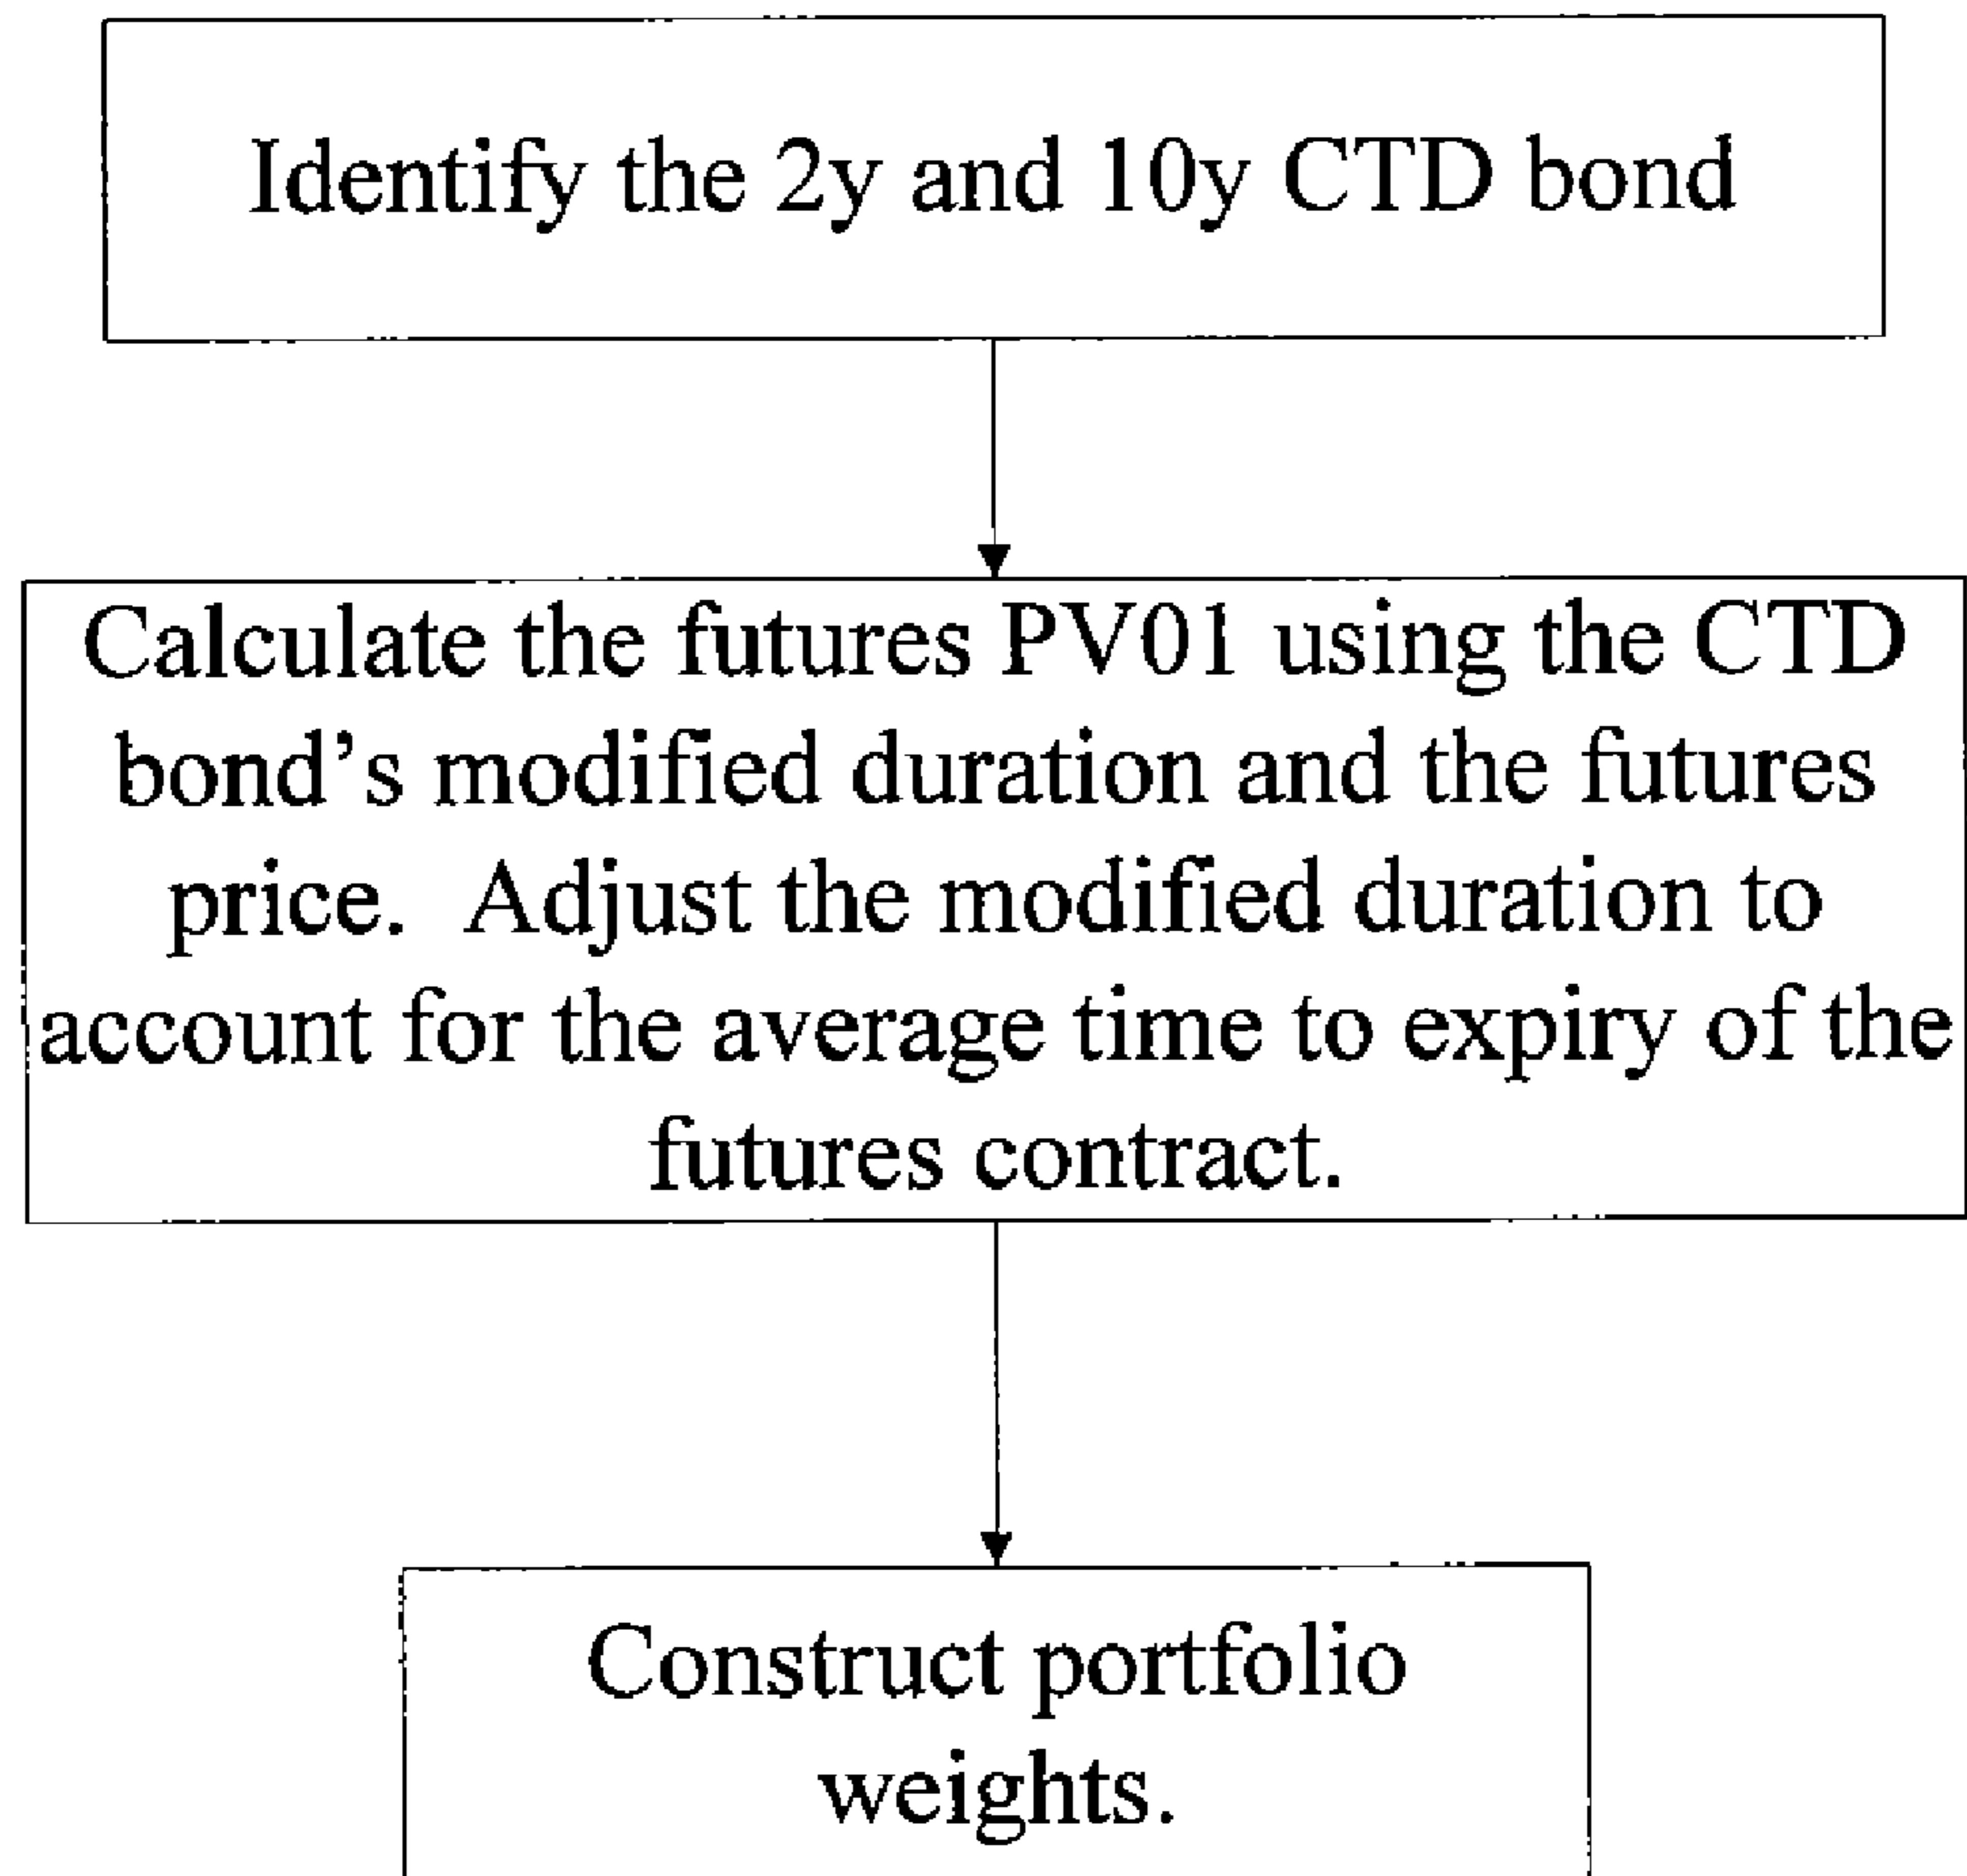 Identify the 2y and 10y CTD bond
Calculate the futures PV01 using the CTD
bond’s modified duration and the futures
price. Adjust the modified duration to
account for the average time to expiry of the
futures contract.
Construct portfolio
weights.